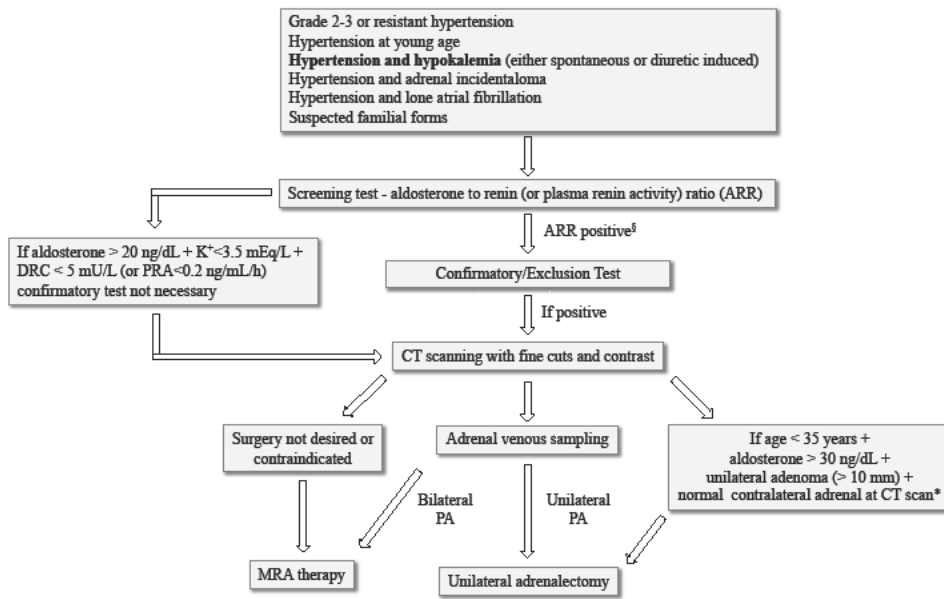 Grade 2-3 or resistant hypertension
Hypertension at young age
Hypertension and hypokalemia (either spontaneous or diuretic induced)
Hypertension and adrenal incidentaloma
Hypertension and lone atrial fibrillation
Suspected familial forms
Screening test - aldosterone to renin (or plasma renin activity) ratio (ARR)
ARR positive§
If aldosterone > 20 ng/dL + K⁺<3.5 mEq/L +
DRC < 5 mU/L (or PRA<0.2 ng/mL/h)
confirmatory test not necessary
Confirmatory/Exclusion Test
If positive
CT scanning with fine cuts and contrast
Surgery not desired or
contraindicated
Adrenal venous sampling
If age < 35 years +
aldosterone > 30 ng/dL +
unilateral adenoma (> 10 mm) +
normal contralateral adrenal at CT scan*
Bilateral
PA
Unilateral
PA
MRA therapy
Unilateral adrenalectomy